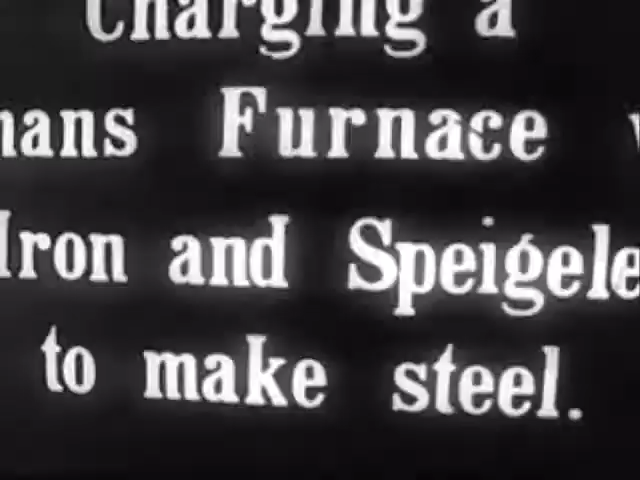 Charging a
mans Furnace
Iron and Speigele
to make steel.